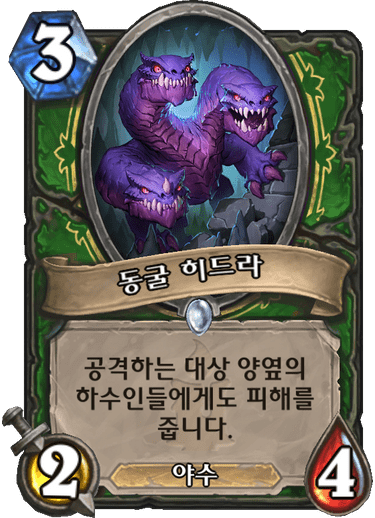 3
동굴 히드라
공격하는 대상 양옆의
하수인들에게도 피해를
줍니다.
2
야수
4